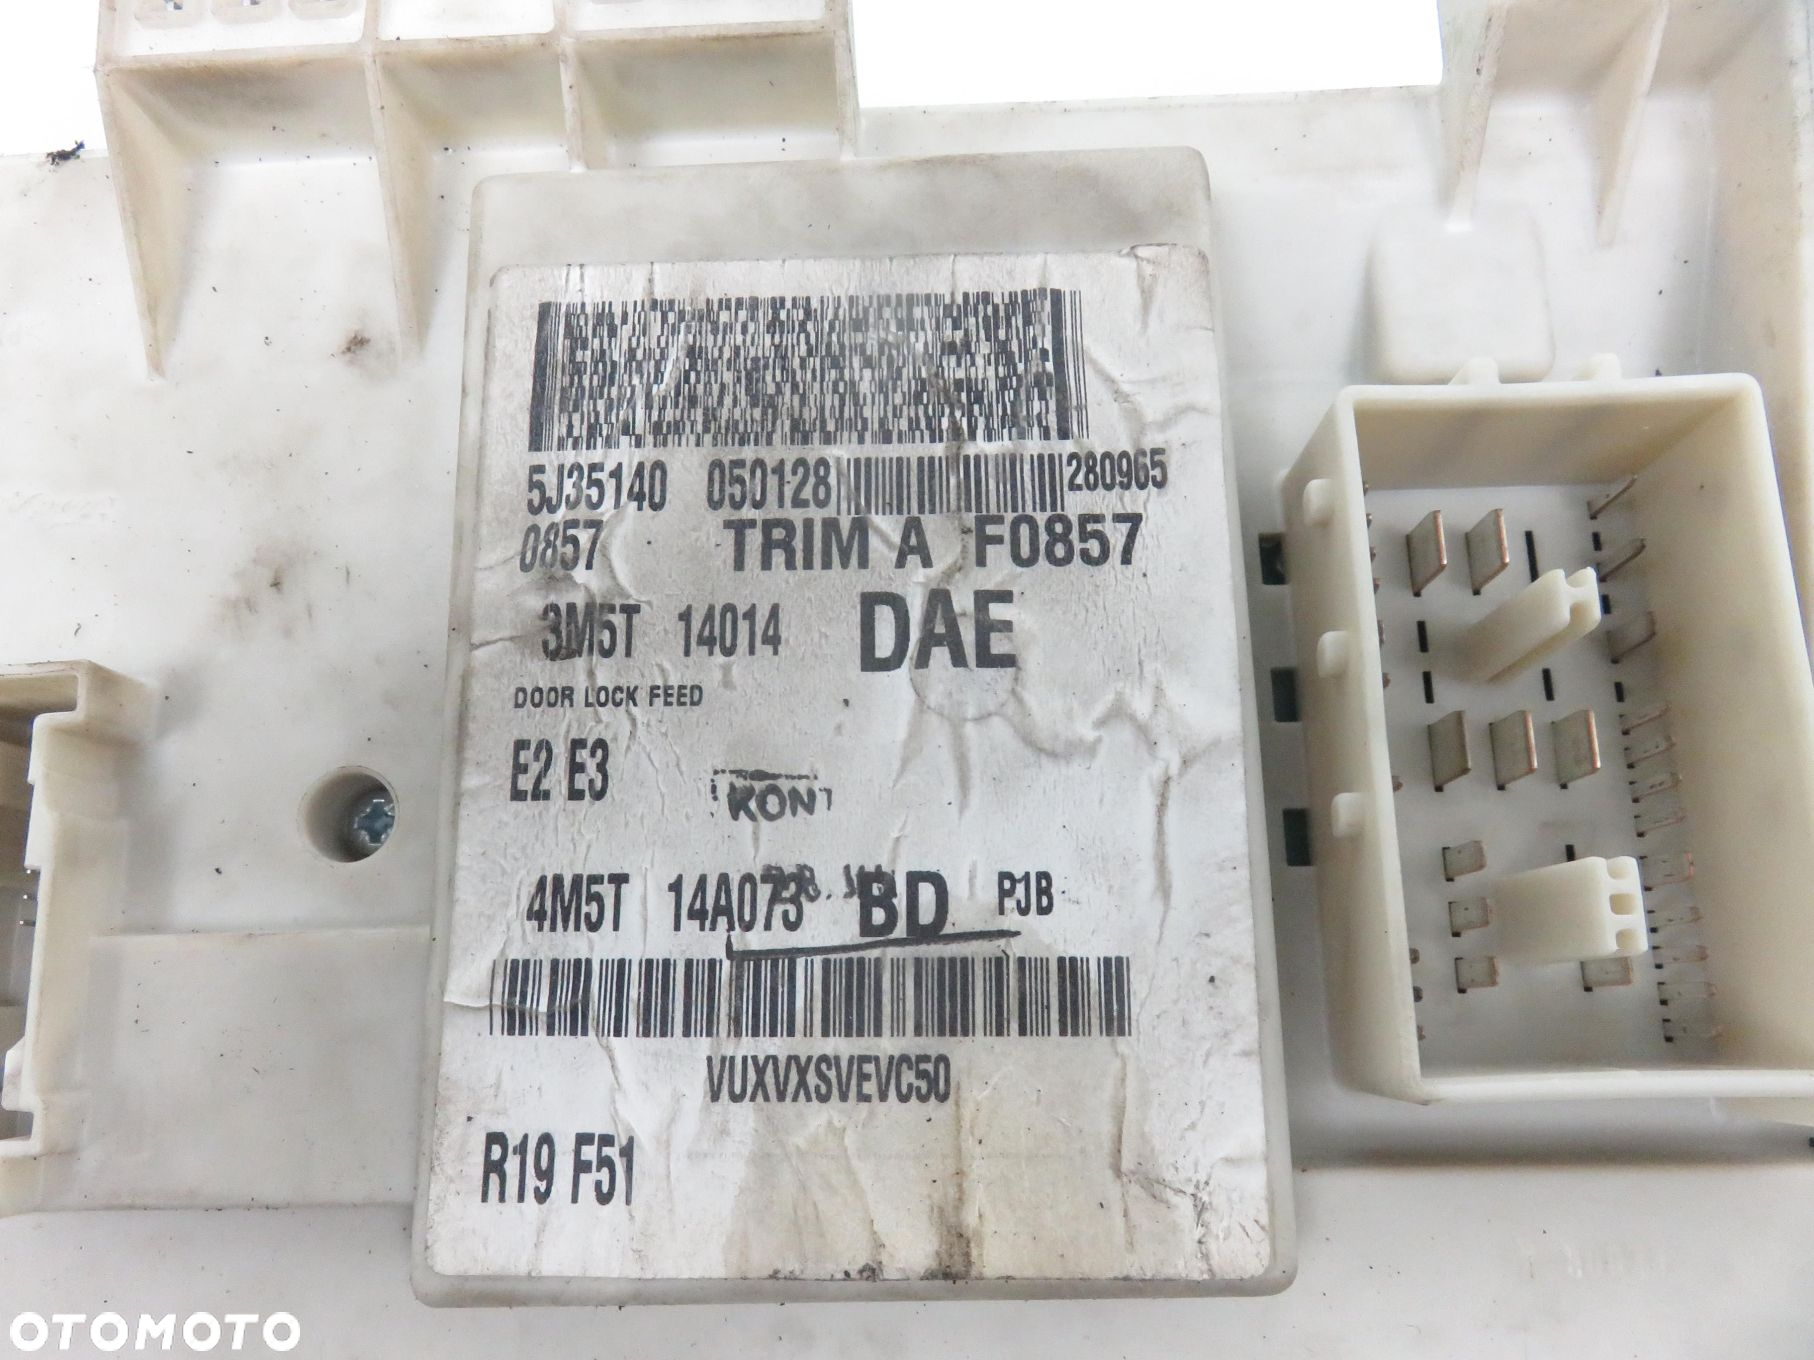 5J35140 050128 280965
0857 TRIM A F0857
3M5T 14014 DAE
DOOR LOCK FEED
E2 E3
KON
4M5T 14A073 BD PJB
VUXVXSVEVC50
R19 F51
OTOMOTO